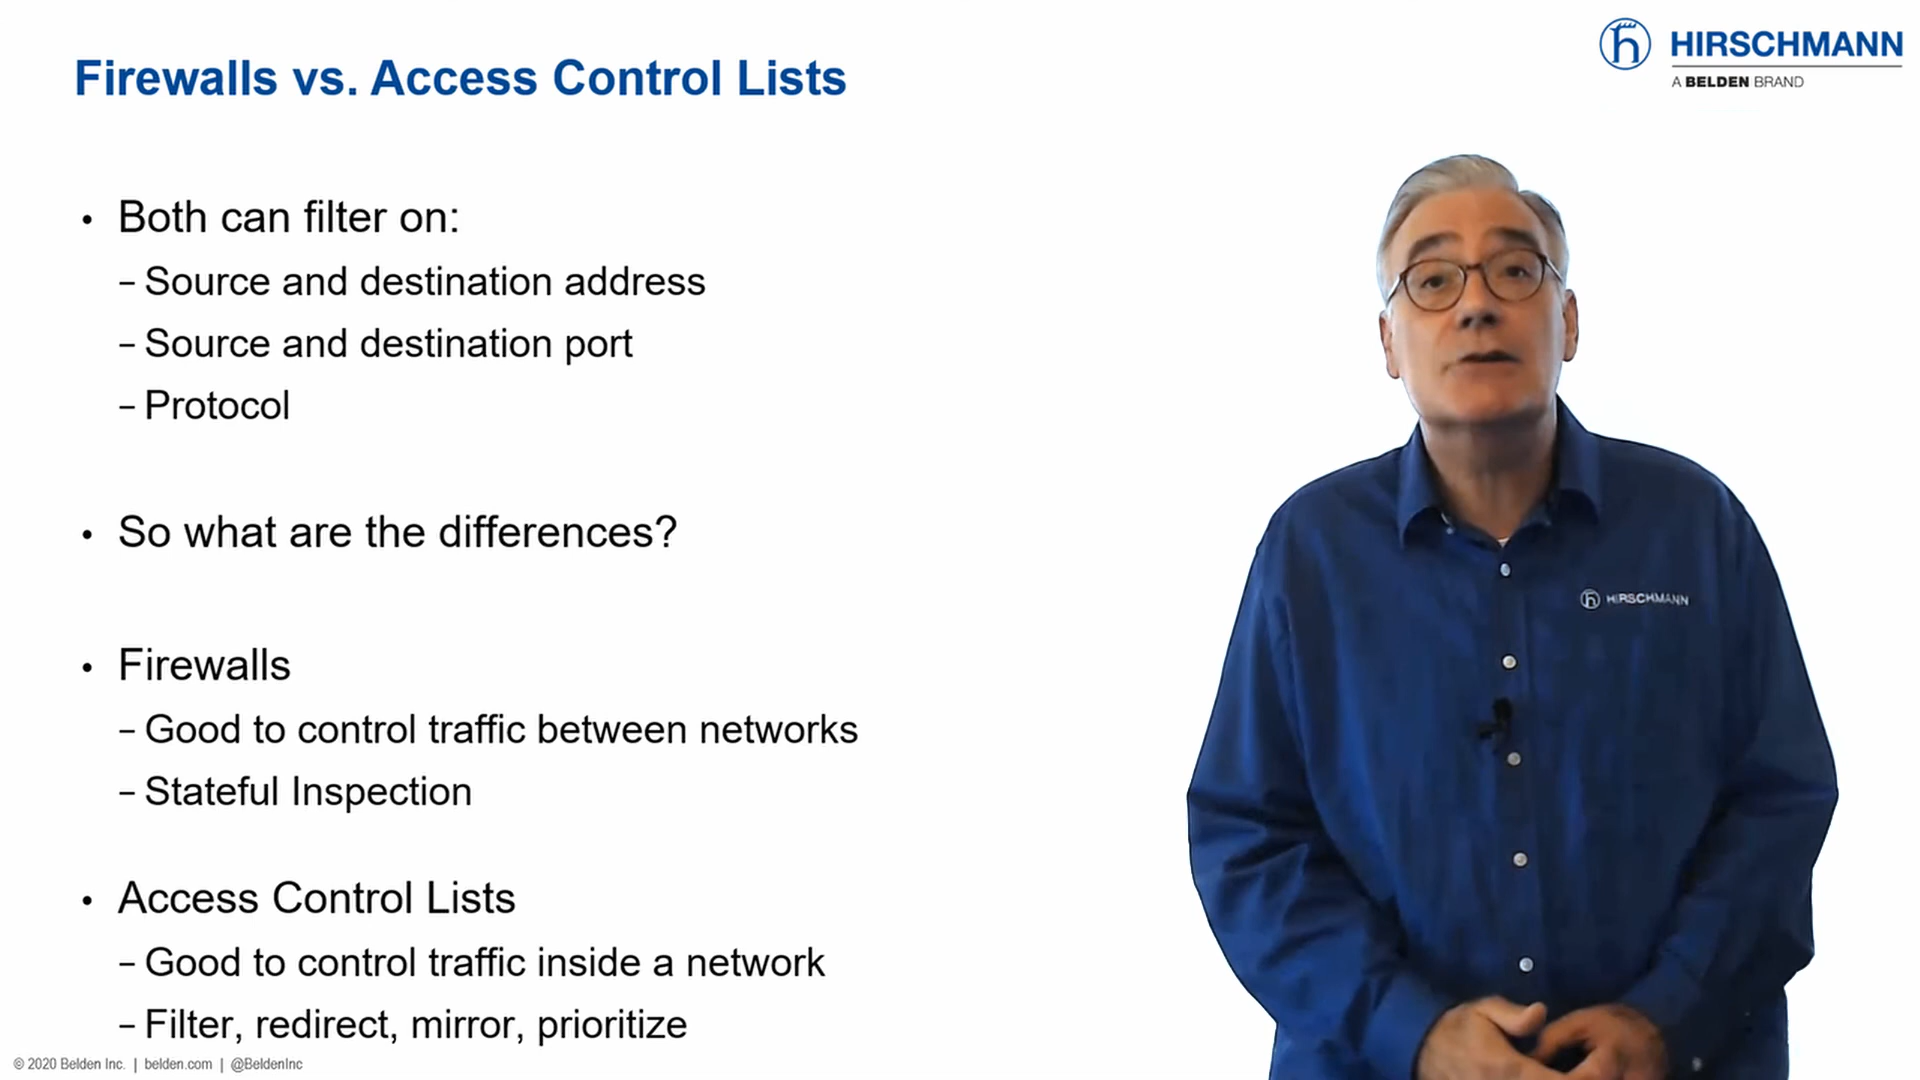 Firewalls vs. Access Control Lists
HIRSCHMANN
A BELDEN BRAND
• Both can filter on:
– Source and destination address
– Source and destination port
– Protocol
• So what are the differences?
• Firewalls
– Good to control traffic between networks
– Stateful Inspection
• Access Control Lists
– Good to control traffic inside a network
– Filter, redirect, mirror, prioritize
HIRSCHMANN
© 2020 Belden Inc. | belden.com | @BeldenInc